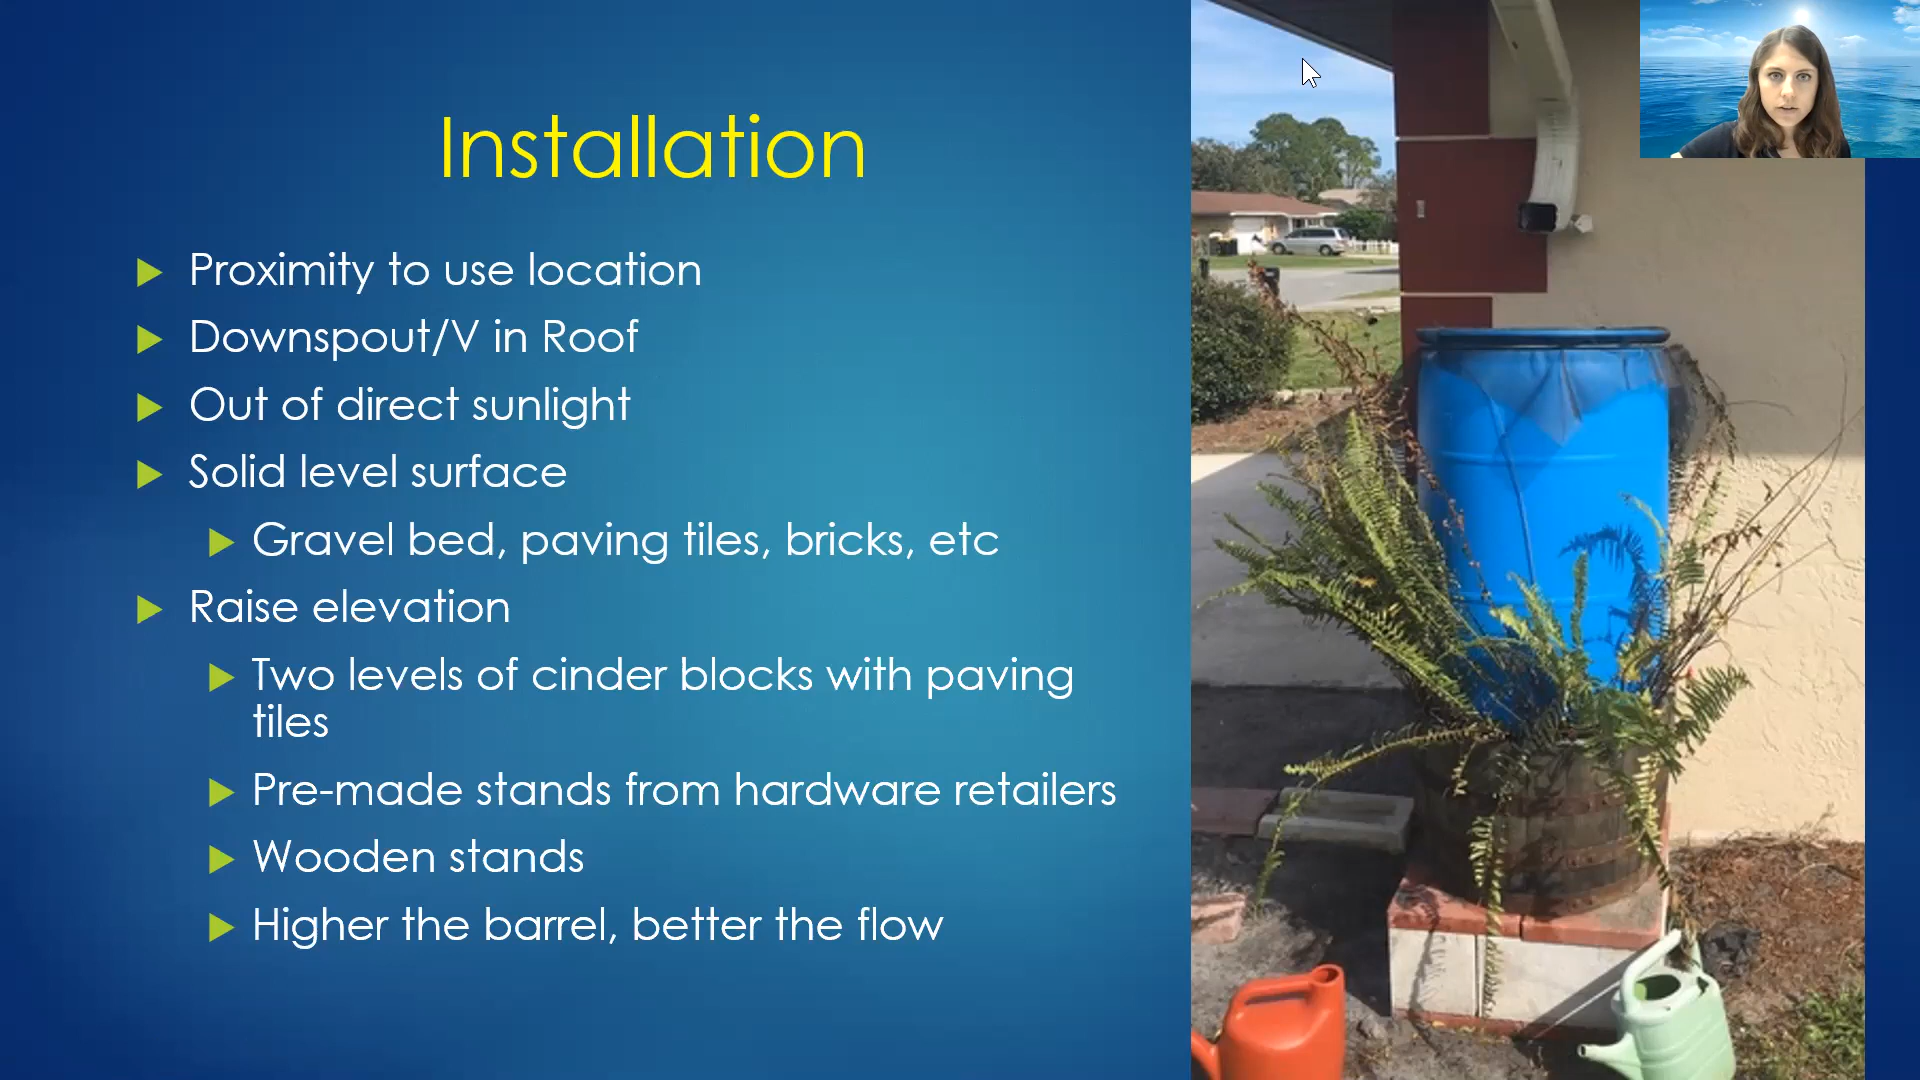 Installation
Proximity to use location
Downspout/V in Roof
Out of direct sunlight
Solid level surface
Gravel bed, paving tiles, bricks, etc
Raise elevation
Two levels of cinder blocks with paving
tiles
Pre-made stands from hardware retailers
Wooden stands
Higher the barrel, better the flow